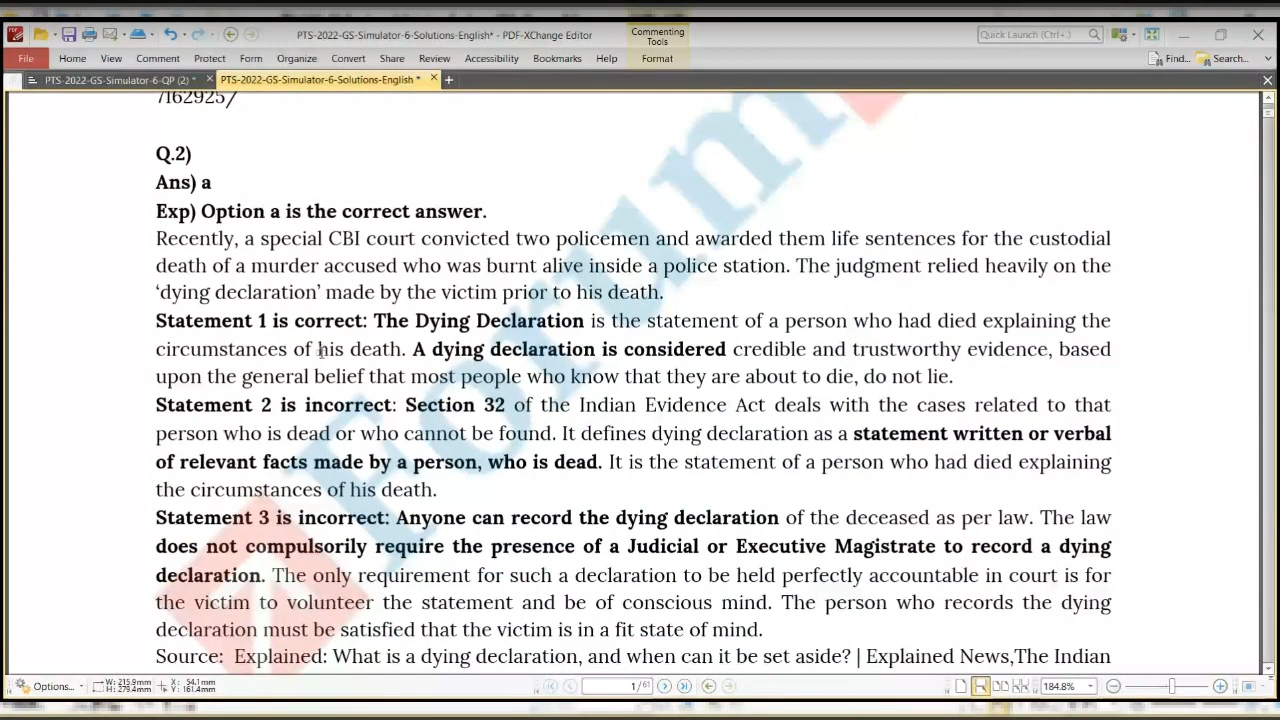 PTS-2022-GS-Simulator-6-Solutions-English* - PDF-XChange Editor
Commenting Tools
Quick Launch (Ctrl+.)
File Home View Comment Protect Form Organize Convert Share Review Accessibility Bookmarks Help Format Find... Search...
PTS-2022-GS-Simulator-6-QP (2) * × PTS-2022-GS-Simulator-6-Solutions-English * × +
7162925/
Q.2)
Ans) a
Exp) Option a is the correct answer.
Recently, a special CBI court convicted two policemen and awarded them life sentences for the custodial
death of a murder accused who was burnt alive inside a police station. The judgment relied heavily on the
‘dying declaration’ made by the victim prior to his death.
Statement 1 is correct: The Dying Declaration is the statement of a person who had died explaining the
circumstances of his death. A dying declaration is considered credible and trustworthy evidence, based
upon the general belief that most people who know that they are about to die, do not lie.
Statement 2 is incorrect: Section 32 of the Indian Evidence Act deals with the cases related to that
person who is dead or who cannot be found. It defines dying declaration as a statement written or verbal
of relevant facts made by a person, who is dead. It is the statement of a person who had died explaining
the circumstances of his death.
Statement 3 is incorrect: Anyone can record the dying declaration of the deceased as per law. The law
does not compulsorily require the presence of a Judicial or Executive Magistrate to record a dying
declaration. The only requirement for such a declaration to be held perfectly accountable in court is for
the victim to volunteer the statement and be of conscious mind. The person who records the dying
declaration must be satisfied that the victim is in a fit state of mind.
Source: Explained: What is a dying declaration, and when can it be set aside? | Explained News,The Indian
Forum
Options... W: 215.9mm H: 279.4mm X: 54.1mm Y: 161.4mm 1/61 184.8%